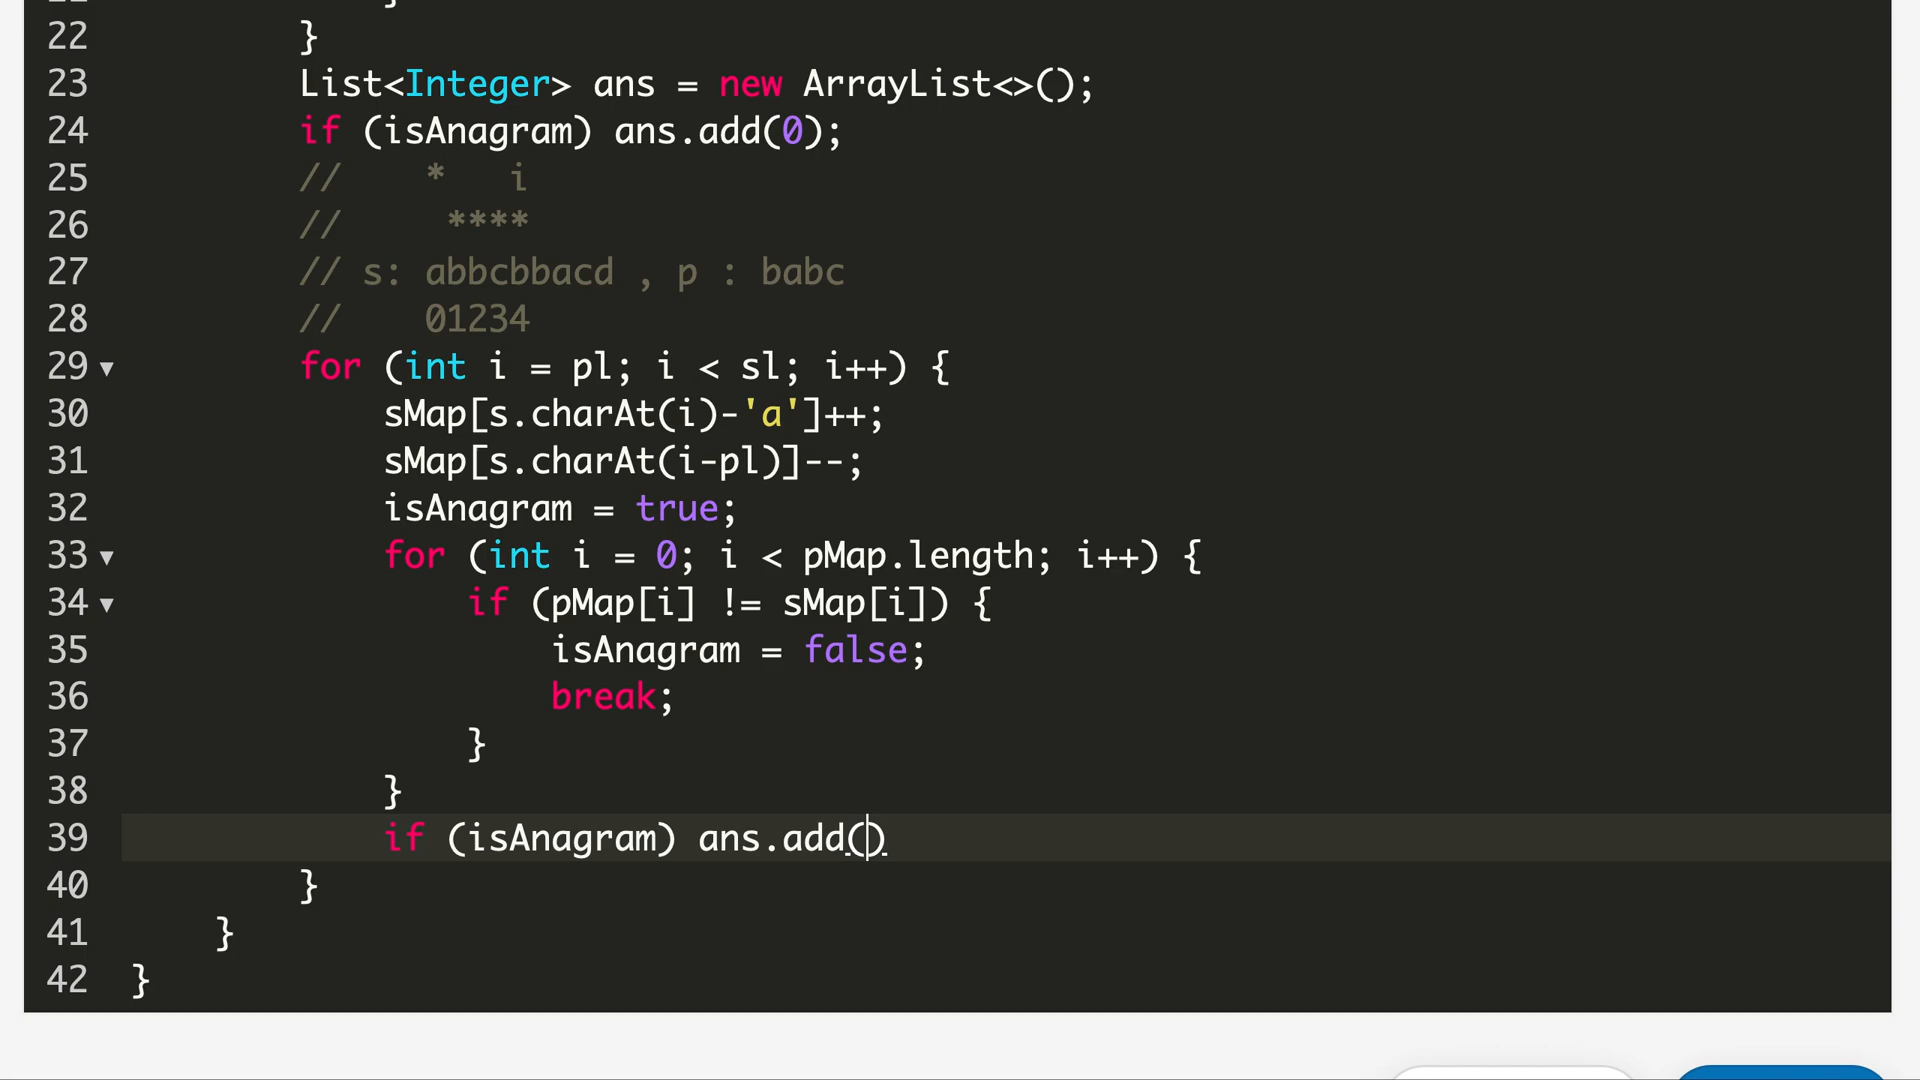 22 }
23 List<Integer> ans = new ArrayList<>();
24 if (isAnagram) ans.add(0);
25 //    *   i
26 //     ****
27 // s: abbcbbacd , p : babc
28 //    01234
29 for (int i = pl; i < sl; i++) {
30 sMap[s.charAt(i)-'a']++;
31 sMap[s.charAt(i-pl)]--;
32 isAnagram = true;
33 for (int i = 0; i < pMap.length; i++) {
34 if (pMap[i] != sMap[i]) {
35 isAnagram = false;
36 break;
37 }
38 }
39 if (isAnagram) ans.add()
40 }
41 }
42 }